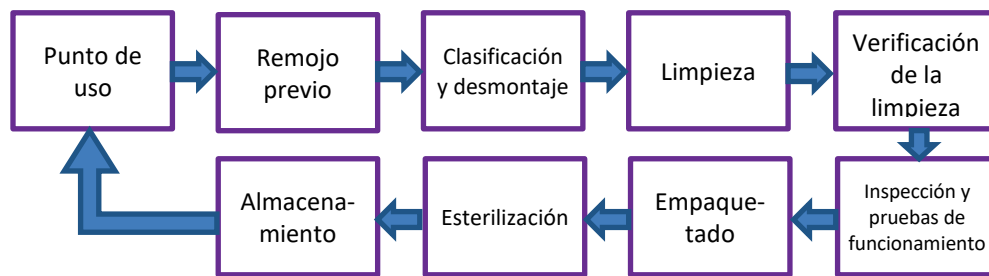 Punto de
uso
Remojo
previo
Clasificación
y desmontaje
Limpieza
Verificación
de la
limpieza
Inspección y
pruebas de
funcionamiento
Empaque-
tado
Esterilización
Almacena-
miento